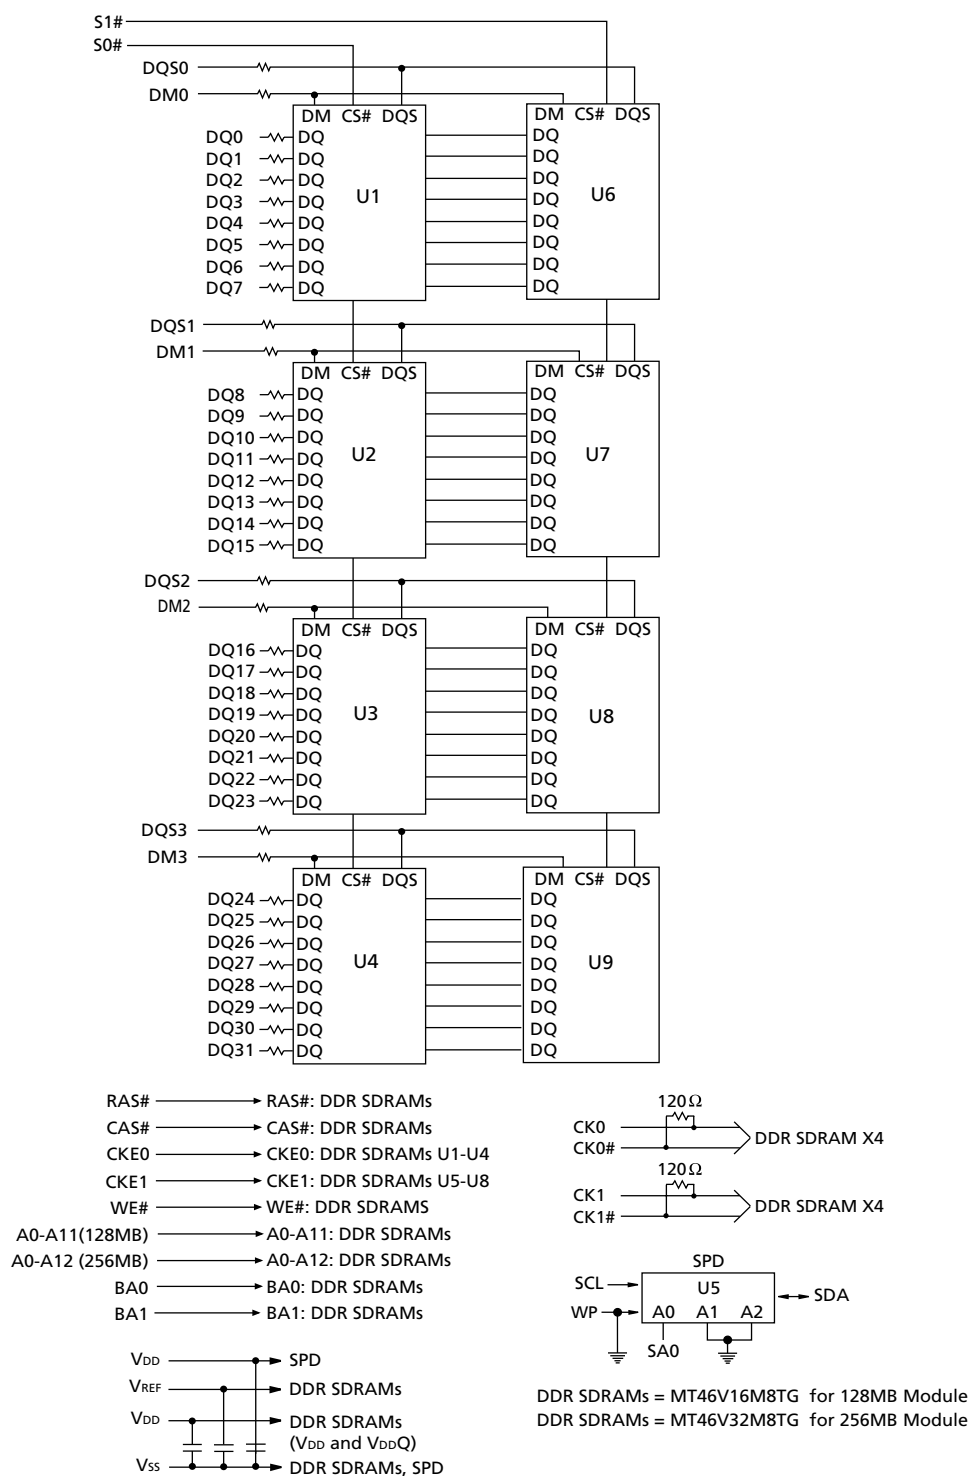 S1#
S0#
DQS0
DM0
DM CS# DQS
DM CS# DQS
DQ0 DQ DQ
DQ1 DQ DQ
DQ2 DQ DQ
DQ3 DQ DQ
DQ4 DQ DQ
DQ5 DQ DQ
DQ6 DQ DQ
DQ7 DQ DQ
U1
U6
DQS1
DM1
DM CS# DQS
DM CS# DQS
DQ8 DQ DQ
DQ9 DQ DQ
DQ10 DQ DQ
DQ11 DQ DQ
DQ12 DQ DQ
DQ13 DQ DQ
DQ14 DQ DQ
DQ15 DQ DQ
U2
U7
DQS2
DM2
DM CS# DQS
DM CS# DQS
DQ16 DQ DQ
DQ17 DQ DQ
DQ18 DQ DQ
DQ19 DQ DQ
DQ20 DQ DQ
DQ21 DQ DQ
DQ22 DQ DQ
DQ23 DQ DQ
U3
U8
DQS3
DM3
DM CS# DQS
DM CS# DQS
DQ24 DQ DQ
DQ25 DQ DQ
DQ26 DQ DQ
DQ27 DQ DQ
DQ28 DQ DQ
DQ29 DQ DQ
DQ30 DQ DQ
DQ31 DQ DQ
U4
U9
RAS# RAS#: DDR SDRAMs
CAS# CAS#: DDR SDRAMs
CKE0 CKE0: DDR SDRAMs U1-U4
CKE1 CKE1: DDR SDRAMs U5-U8
WE# WE#: DDR SDRAMS
A0-A11(128MB) A0-A11: DDR SDRAMs
A0-A12 (256MB) A0-A12: DDR SDRAMs
BA0 BA0: DDR SDRAMs
BA1 BA1: DDR SDRAMs
120Ω
CK0
CK0#
DDR SDRAM X4
120Ω
CK1
CK1#
DDR SDRAM X4
SPD
U5
SCL
WP
A0 A1 A2
SDA
SA0
VDD SPD
VREF DDR SDRAMs
VDD DDR SDRAMs
(VDD and VDDQ)
VSS DDR SDRAMs, SPD
DDR SDRAMs = MT46V16M8TG for 128MB Module
DDR SDRAMs = MT46V32M8TG for 256MB Module